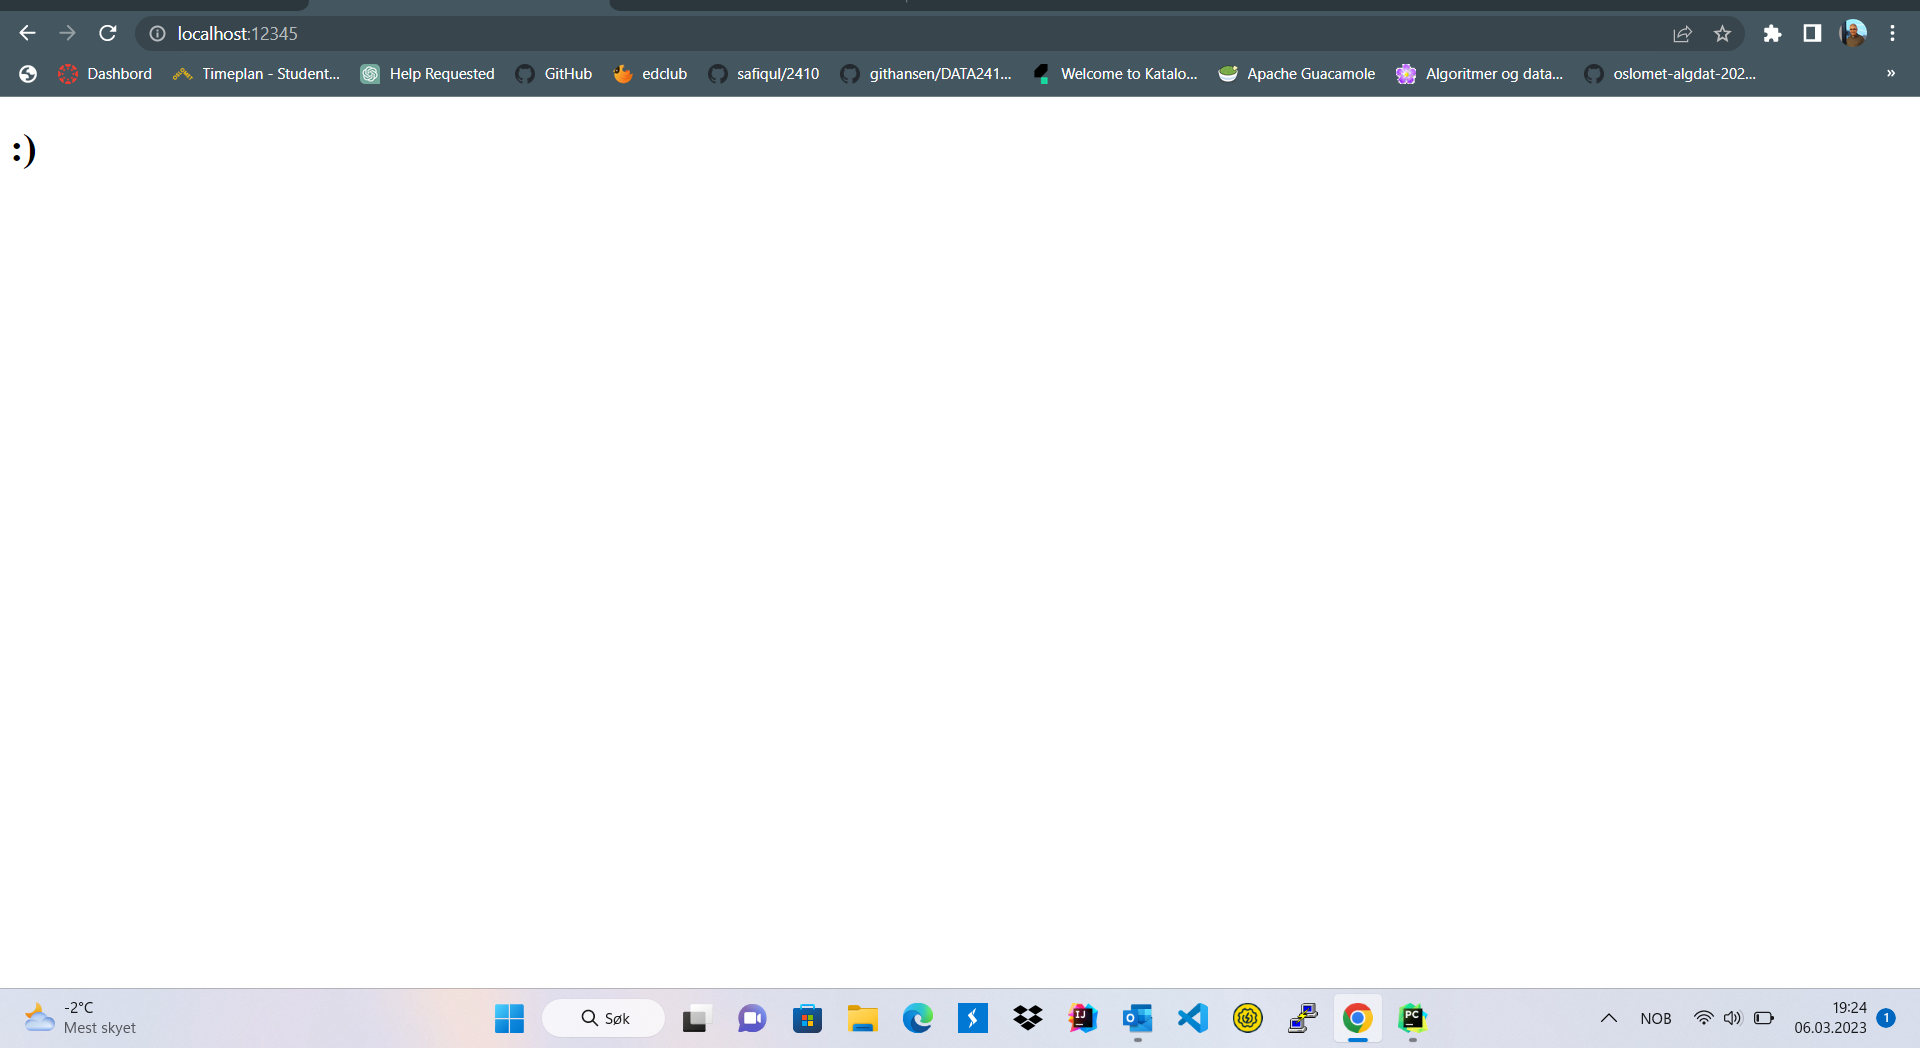 localhost:12345
Dashbord
Timeplan - Student...
Help Requested
GitHub
edclub
safiqul/2410
githansen/DATA241...
Welcome to Katalo...
Apache Guacamole
Algoritmer og data...
oslomet-algdat-202...
»
:)
-2°C
Mest skyet
Søk
IJ
O
PC
NOB
19:24
06.03.2023
1